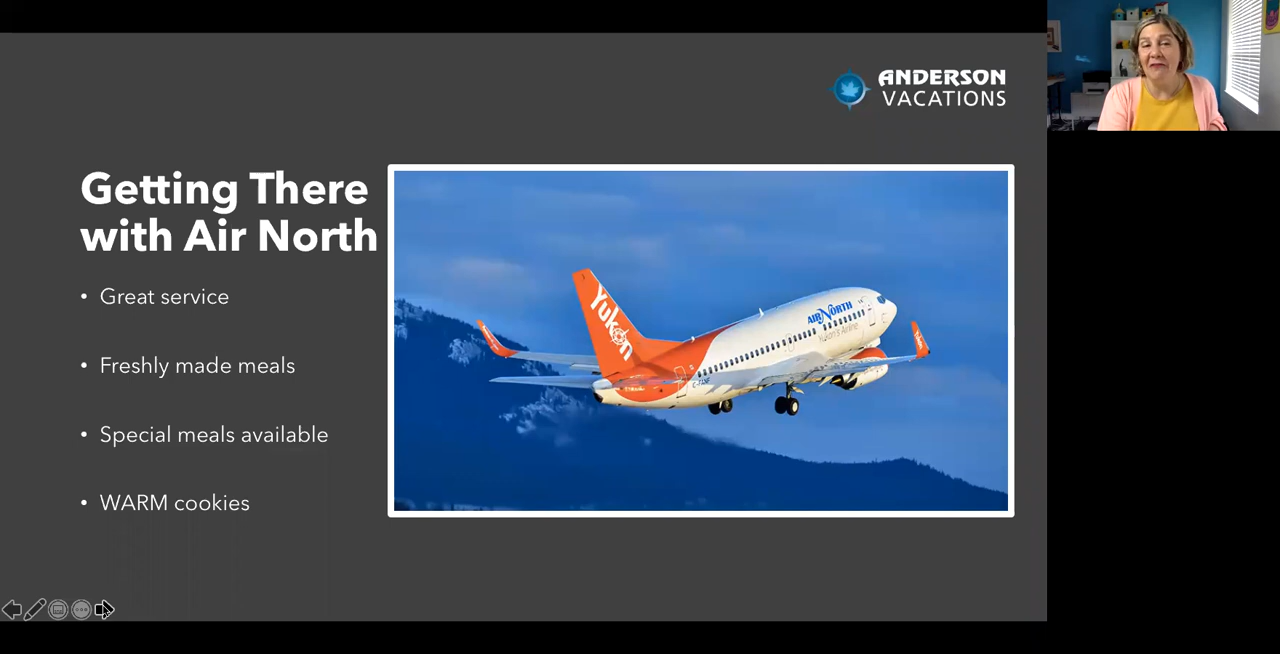 ANDERSON
VACATIONS
Getting There
with Air North
• Great service
• Freshly made meals
• Special meals available
• WARM cookies
Yukon
AIR NORTH
Yukon's Airline